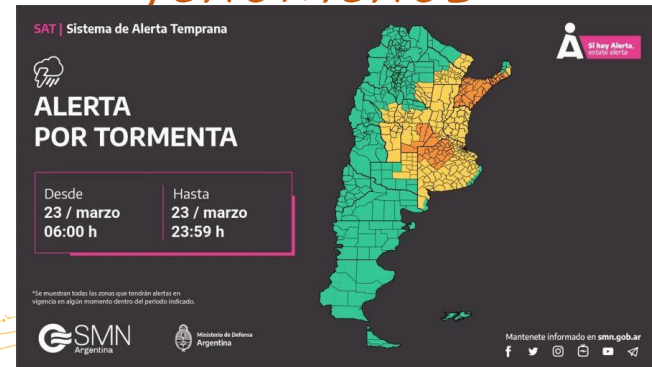 SAT | Sistema de Alerta Temprana
Si hay Alerta,
estate alerta
ALERTA
POR TORMENTA
Desde
23 / marzo
06:00 h
Hasta
23 / marzo
23:59 h
*Se muestran todas las zonas que tendrán alertas en
vigencia en algún momento dentro del periodo indicado.
SMN
Argentina
Ministerio de Defensa
Argentina
Mantenete informado en smn.gob.ar